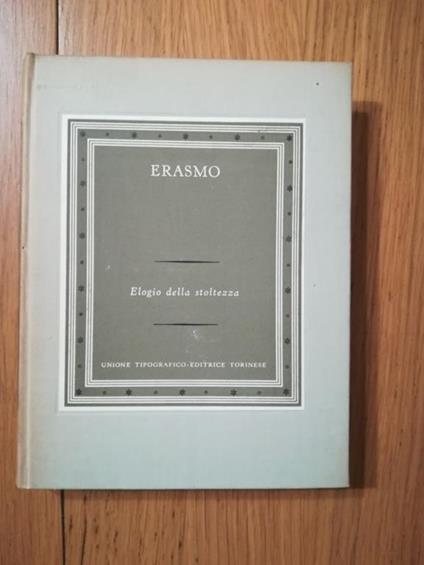 ERASMO
Elogio della stoltezza
UNIONE TIPOGRAFICO-EDITRICE TORINESE